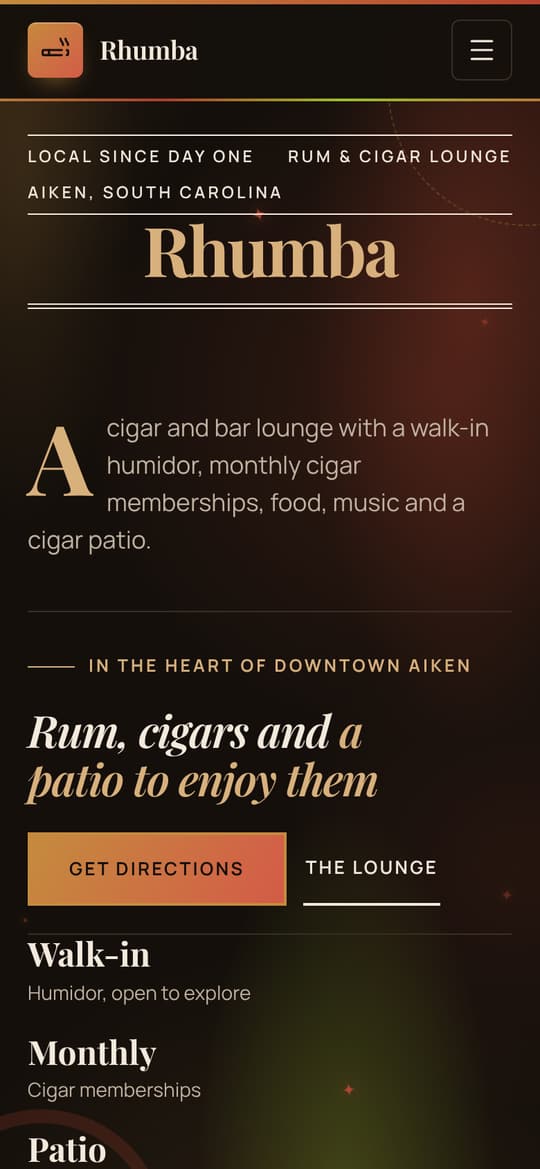 Rhumba
LOCAL SINCE DAY ONE RUM & CIGAR LOUNGE
AIKEN, SOUTH CAROLINA
Rhumba
A cigar and bar lounge with a walk-in
humidor, monthly cigar
memberships, food, music and a
cigar patio.
IN THE HEART OF DOWNTOWN AIKEN
Rum, cigars and a
patio to enjoy them
GET DIRECTIONS THE LOUNGE
Walk-in
Humidor, open to explore
Monthly
Cigar memberships
Patio